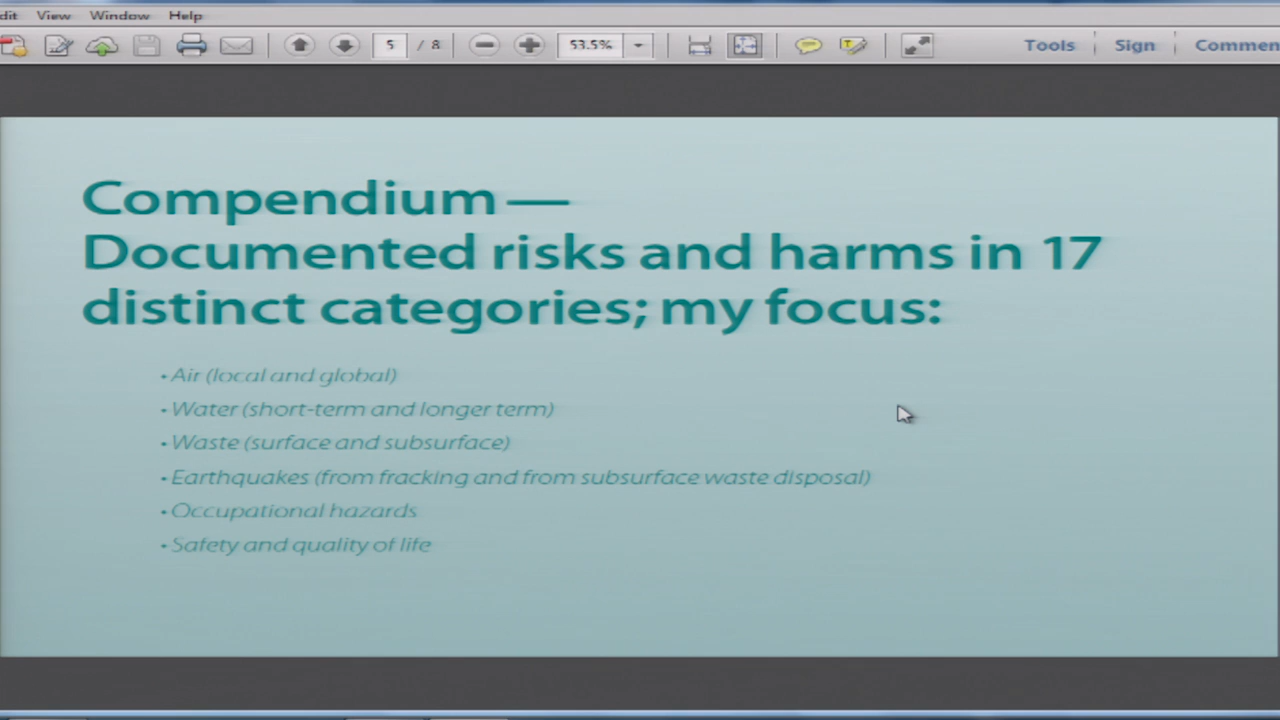 dit View Window Help
5 / 8 53.5% Tools Sign Commen
Compendium —
Documented risks and harms in 17
distinct categories; my focus:
• Air (local and global)
• Water (short-term and longer term)
• Waste (surface and subsurface)
• Earthquakes (from fracking and from subsurface waste disposal)
• Occupational hazards
• Safety and quality of life